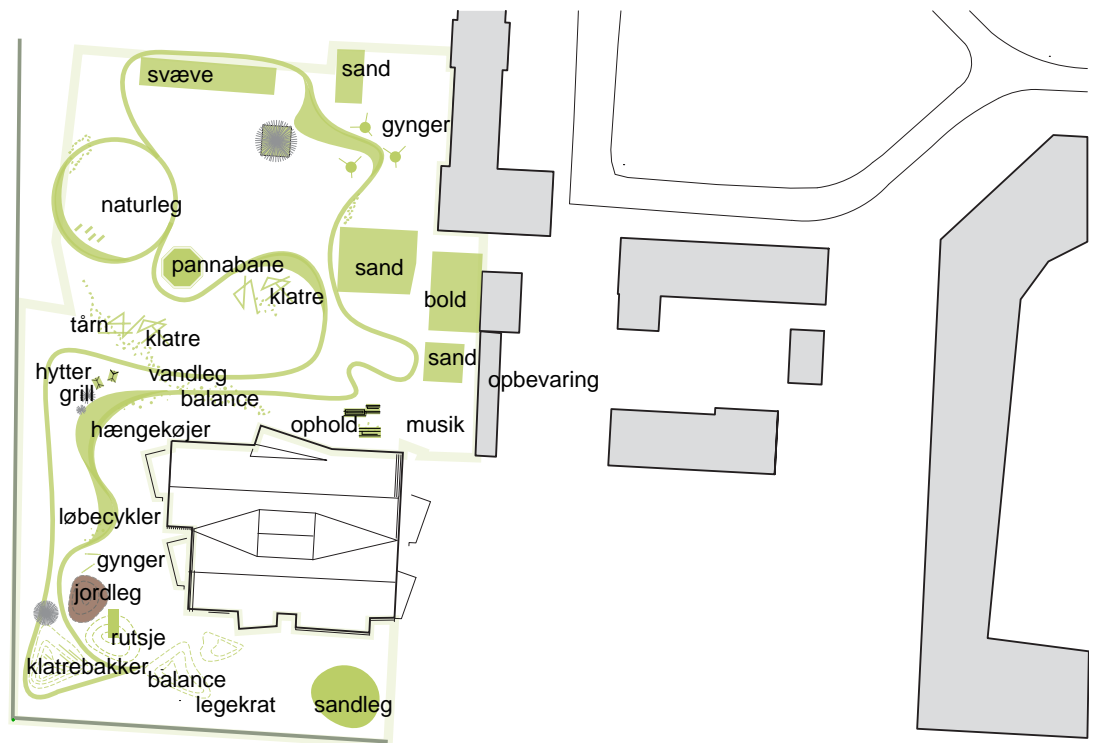 svæve
sand
gynger
naturleg
pannabane
sand
klatre
bold
tårn
klatre
sand
hytter
vandleg
opbevaring
grill
balance
hængekøjer
ophold
musik
løbecykler
gynger
jordleg
rutsje
klatrebakker
balance
legekrat
sandleg